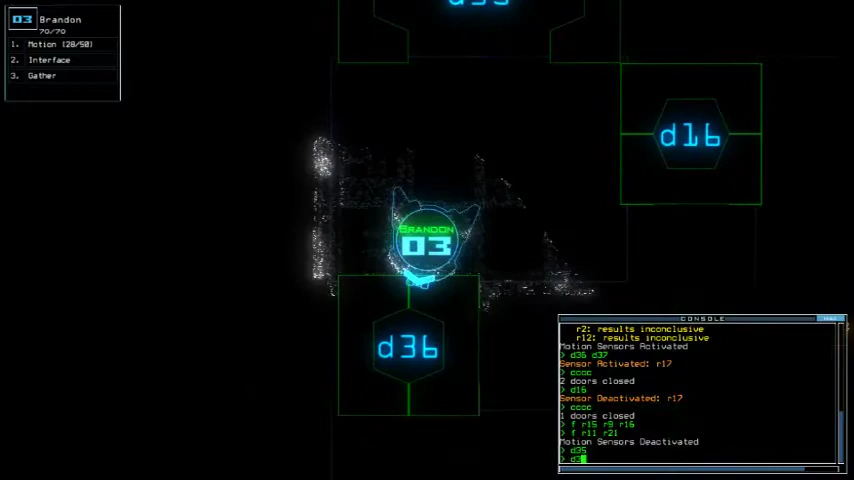 03 Brandon
70/70
1. Motion (28/50)
2. Interface
3. Gather
d35
d16
BRANDON
03
d36
CONSOLE
r2: results inconclusive
r12: results inconclusive
Motion Sensors Activated
> d36 d37
Sensor Activated: r17
> cccc
2 doors closed
> d16
Sensor Deactivated: r17
> cccc
1 doors closed
> f r15 r9 r16
> f r11 r21
Motion Sensors Deactivated
> d35
> d3